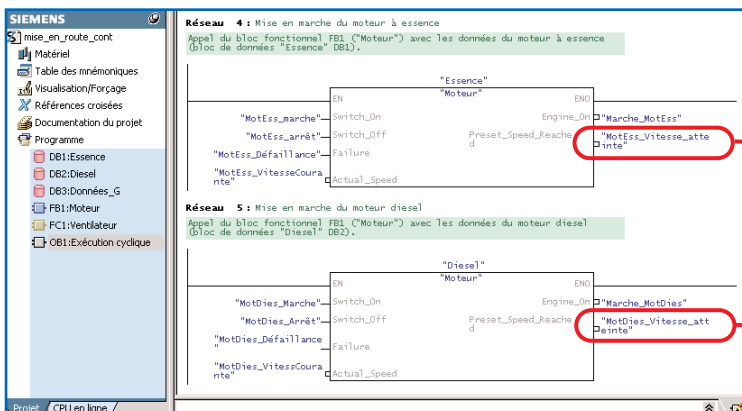 SIEMENS
mise_en_route_cont
Matériel
Table des mnémoniques
Visualisation/Forçage
Références croisées
Documentation du projet
Programme
DB1:Essence
DB2:Diesel
DB3:Données_G
FB1:Moteur
FC1:Ventilateur
OB1:Exécution cyclique
Projet
CPU en ligne
Réseau 4 : Mise en marche du moteur à essence
Appel du bloc fonctionnel FB1 ("Moteur") avec les données du moteur à essence
(bloc de données "Essence" DB1).
"Essence"
"Moteur"
EN ENO
"MotEss_marche" Switch_On Engine_On "Marche_MotEss"
"MotEss_arrêt" Switch_Off Preset_Speed_Reache "MotEss_Vitesse_atte
d inte"
"MotEss_Défaillance" Failure
"MotEss_VitesseCoura
nte" Actual_Speed
Réseau 5 : Mise en marche du moteur diesel
Appel du bloc fonctionnel FB1 ("Moteur") avec les données du moteur diesel
(bloc de données "Diesel" DB2).
"Diesel"
"Moteur"
EN ENO
"MotDies_Marche" Switch_On Engine_On "Marche_MotDies"
"MotDies_Arrêt" Switch_Off Preset_Speed_Reache "MotDies_Vitesse_att
d einte"
"MotDies_Défaillance
" Failure
"MotDies_VitessCoura
nte" Actual_Speed